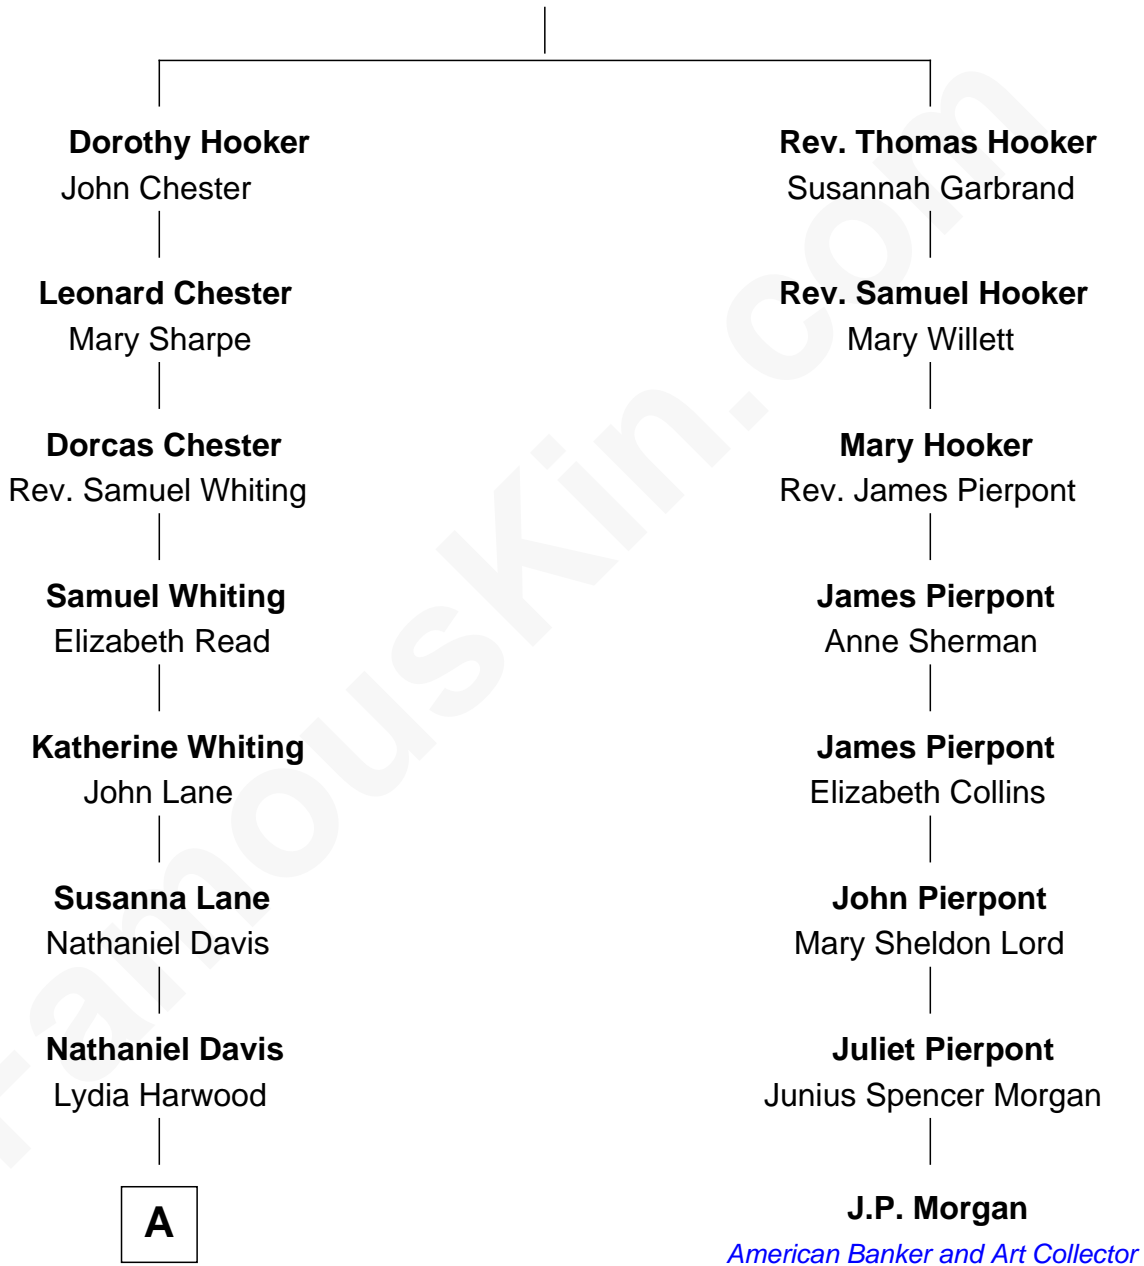 Dorothy Hooker
John Chester
Leonard Chester
Mary Sharpe
Dorcas Chester
Rev. Samuel Whiting
Samuel Whiting
Elizabeth Read
Katherine Whiting
John Lane
Susanna Lane
Nathaniel Davis
Nathaniel Davis
Lydia Harwood
A
Rev. Thomas Hooker
Susannah Garbrand
Rev. Samuel Hooker
Mary Willett
Mary Hooker
Rev. James Pierpont
James Pierpont
Anne Sherman
James Pierpont
Elizabeth Collins
John Pierpont
Mary Sheldon Lord
Juliet Pierpont
Junius Spencer Morgan
J.P. Morgan
American Banker and Art Collector
FamousKin.com